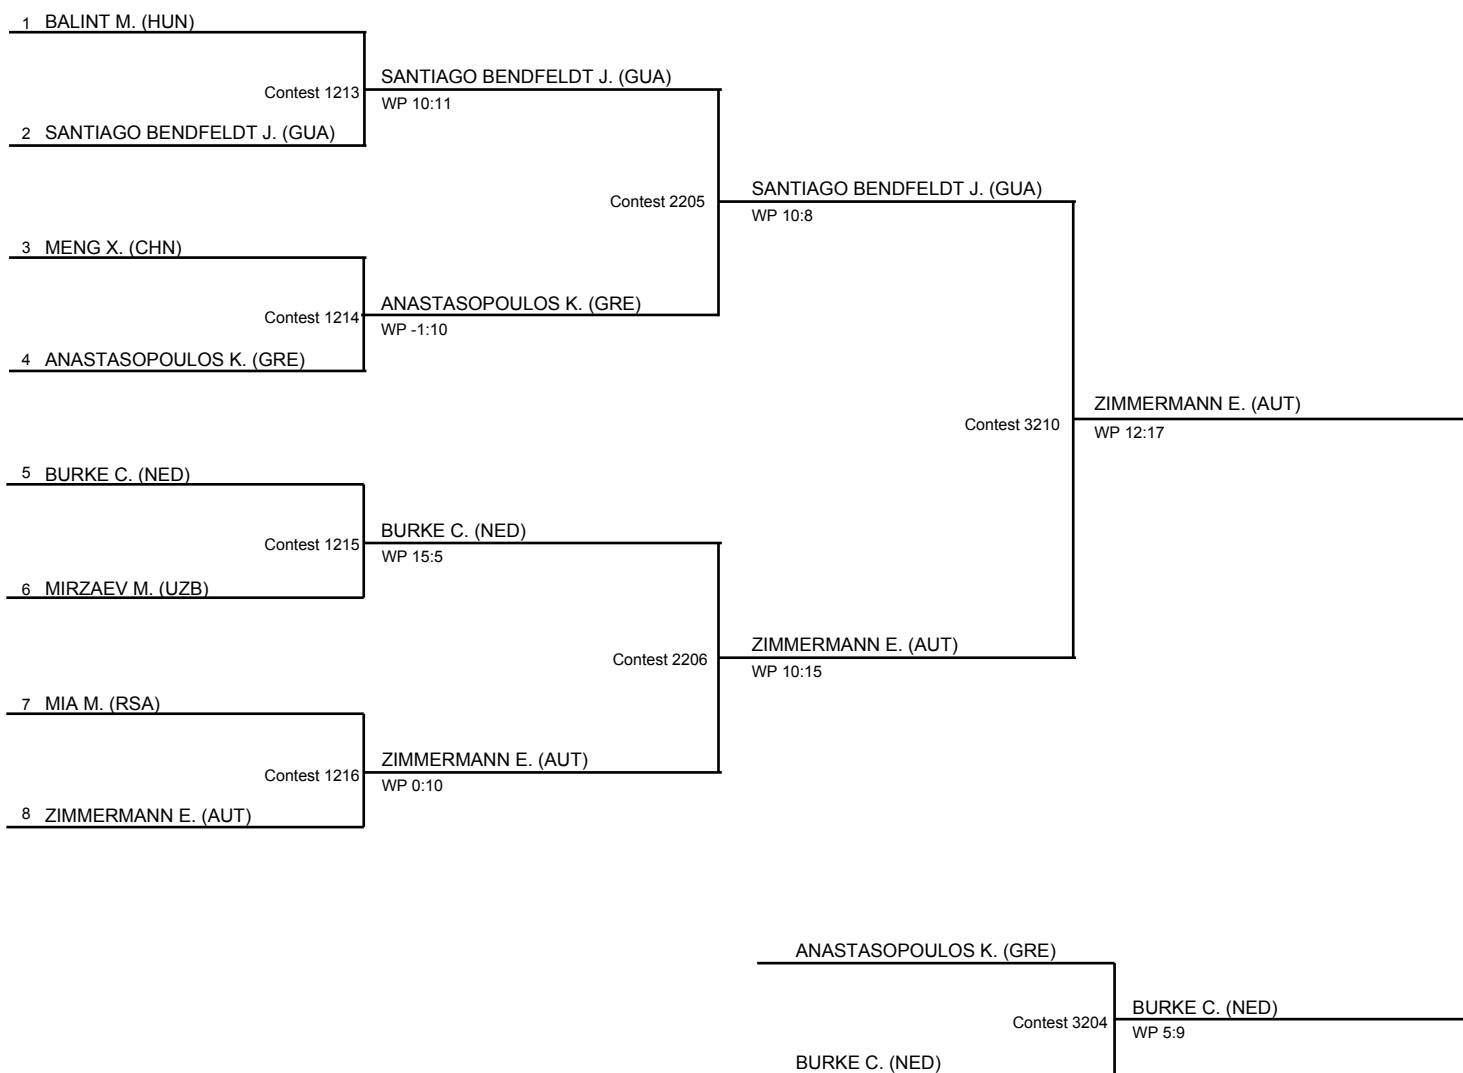 1 BALINT M. (HUN)
Contest 1213
SANTIAGO BENDFELDT J. (GUA)
WP 10:11
2 SANTIAGO BENDFELDT J. (GUA)
Contest 2205
SANTIAGO BENDFELDT J. (GUA)
WP 10:8
3 MENG X. (CHN)
Contest 1214
ANASTASOPOULOS K. (GRE)
WP -1:10
4 ANASTASOPOULOS K. (GRE)
Contest 3210
ZIMMERMANN E. (AUT)
WP 12:17
5 BURKE C. (NED)
Contest 1215
BURKE C. (NED)
WP 15:5
6 MIRZAEV M. (UZB)
Contest 2206
ZIMMERMANN E. (AUT)
WP 10:15
7 MIA M. (RSA)
Contest 1216
ZIMMERMANN E. (AUT)
WP 0:10
8 ZIMMERMANN E. (AUT)
ANASTASOPOULOS K. (GRE)
Contest 3204
BURKE C. (NED)
WP 5:9
BURKE C. (NED)